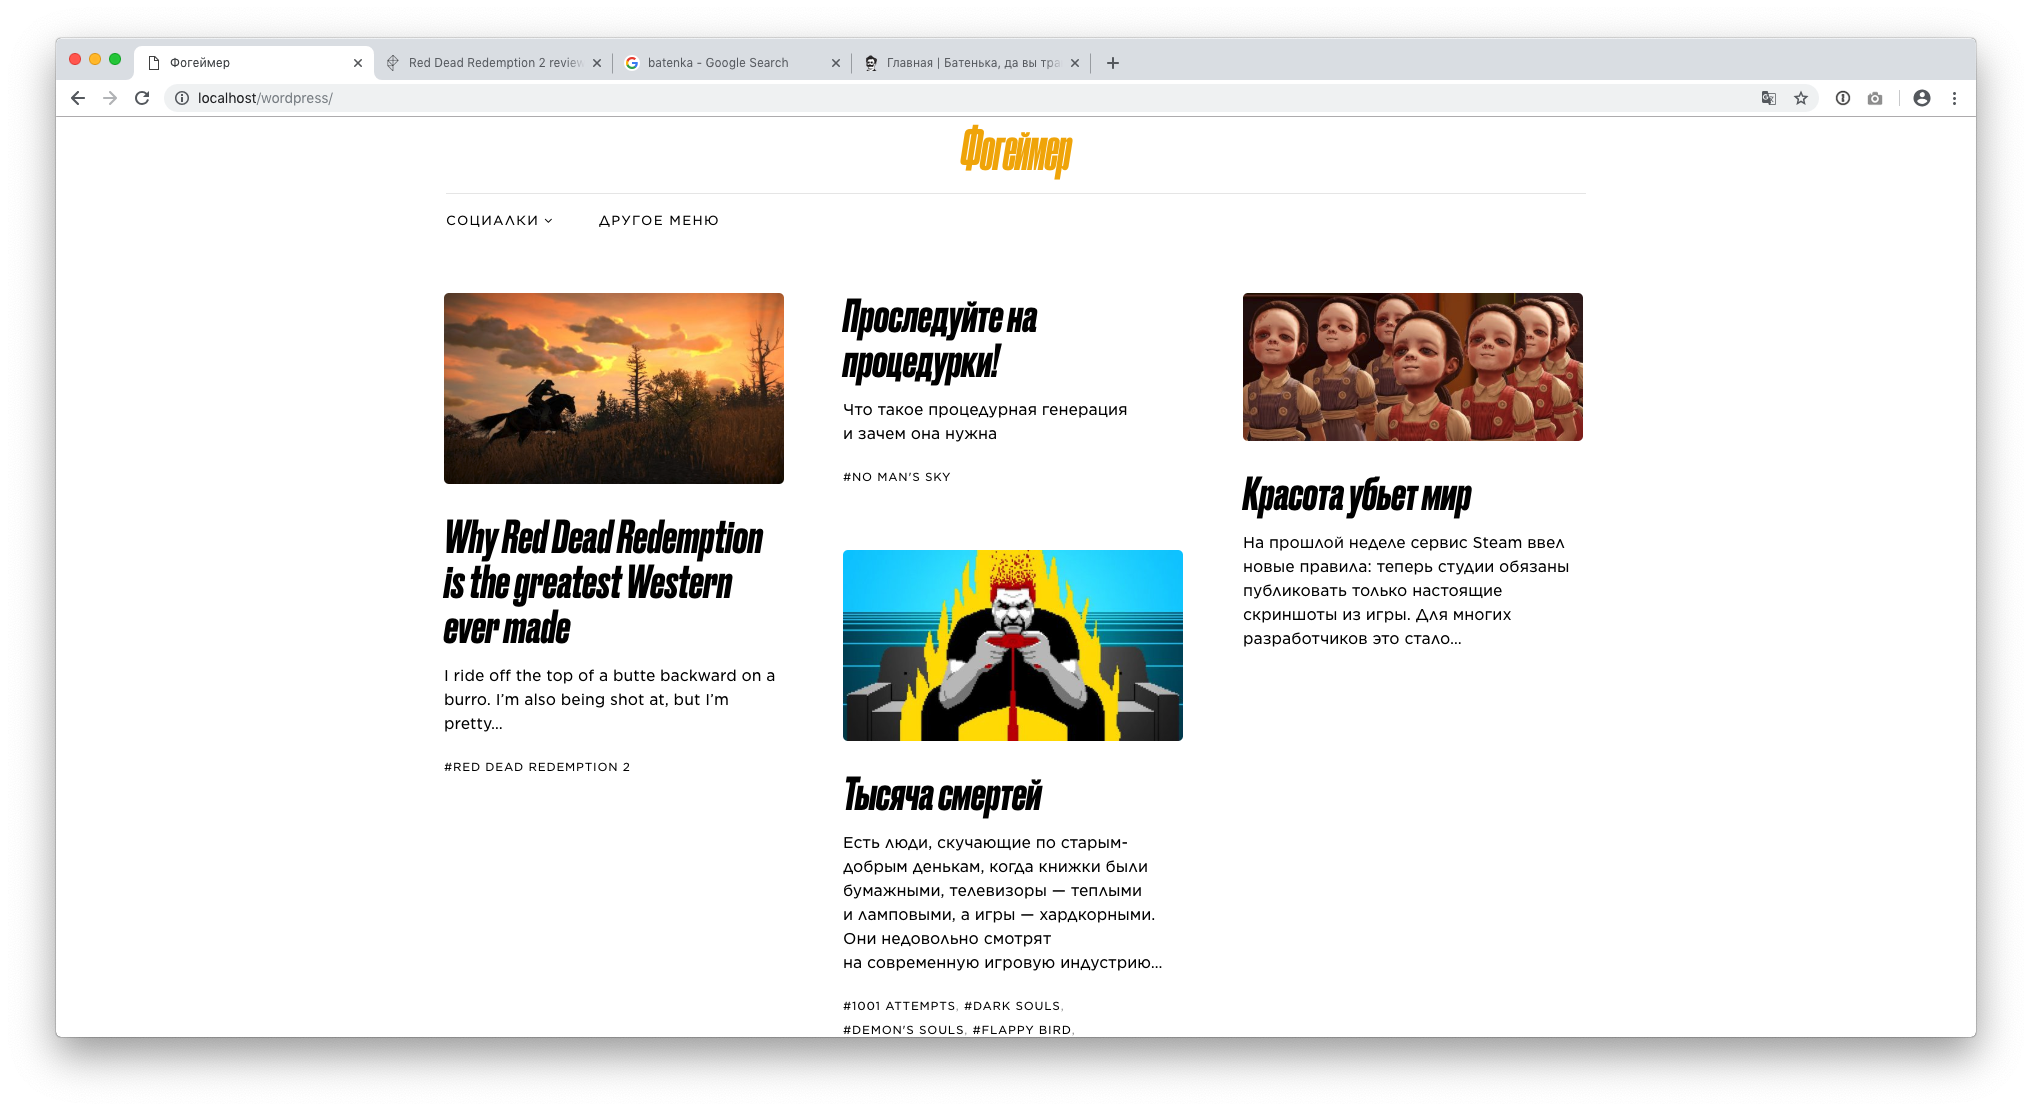 Фогеймер
Red Dead Redemption 2 review
batenka - Google Search
Главная | Батенька, да вы тра
localhost/wordpress/
Фогеймер
СОЦИАЛКИ
ДРУГОЕ МЕНЮ
Why Red Dead Redemption
is the greatest Western
ever made
I ride off the top of a butte backward on a
burro. I’m also being shot at, but I’m
pretty...
#RED DEAD REDEMPTION 2
Проследуйте на
процедурки!
Что такое процедурная генерация
и зачем она нужна
#NO MAN'S SKY
Тысяча смертей
Есть люди, скучающие по старым-
добрым денькам, когда книжки были
бумажными, телевизоры — теплыми
и ламповыми, а игры — хардкорными.
Они недовольно смотрят
на современную игровую индустрию...
#1001 ATTEMPTS, #DARK SOULS,
#DEMON'S SOULS, #FLAPPY BIRD,
Красота убьет мир
На прошлой неделе сервис Steam ввел
новые правила: теперь студии обязаны
публиковать только настоящие
скриншоты из игры. Для многих
разработчиков это стало...